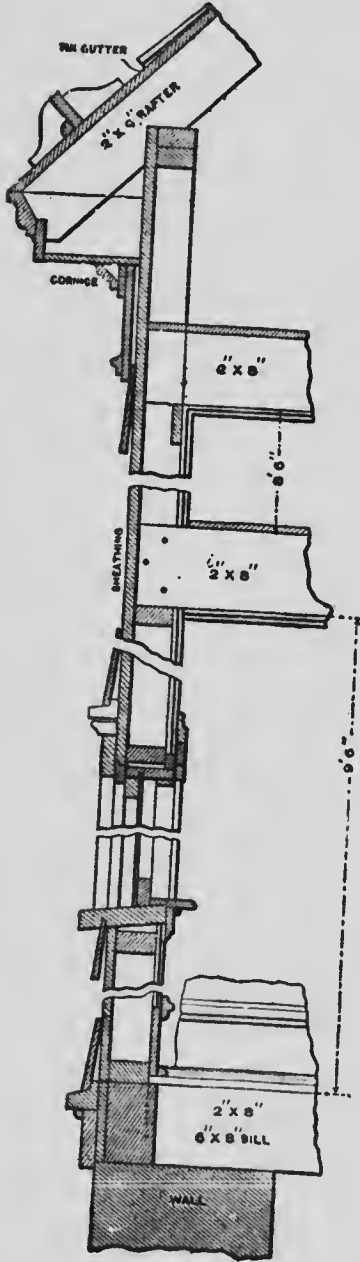 TIN GUTTER
2" X 6" RAFTER
CORNICE
2" X 8"
8'6"
SHEATHING
2" X 8"
9'6"
2" X 8"
6" X 8" SILL
WALL